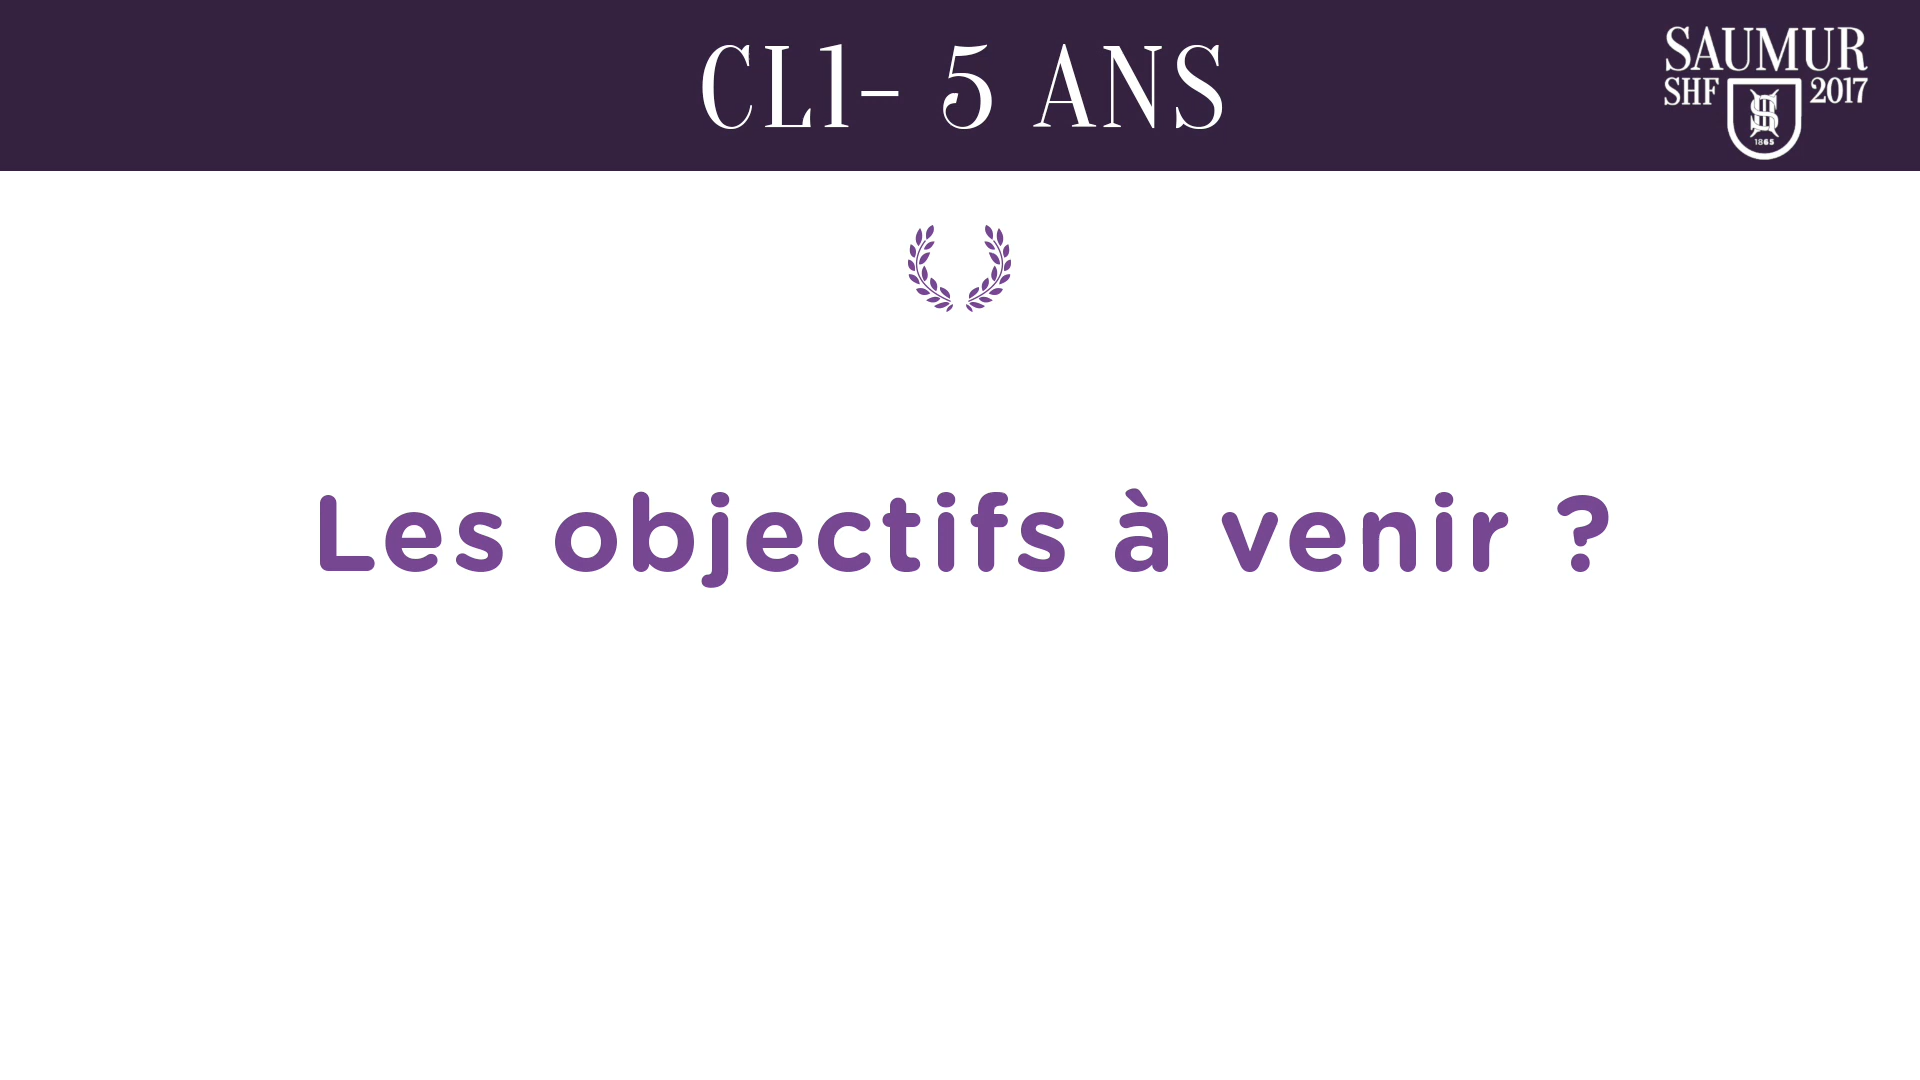 CL1- 5 ANS
SAUMUR
SHF 2017
1865
Les objectifs à venir ?